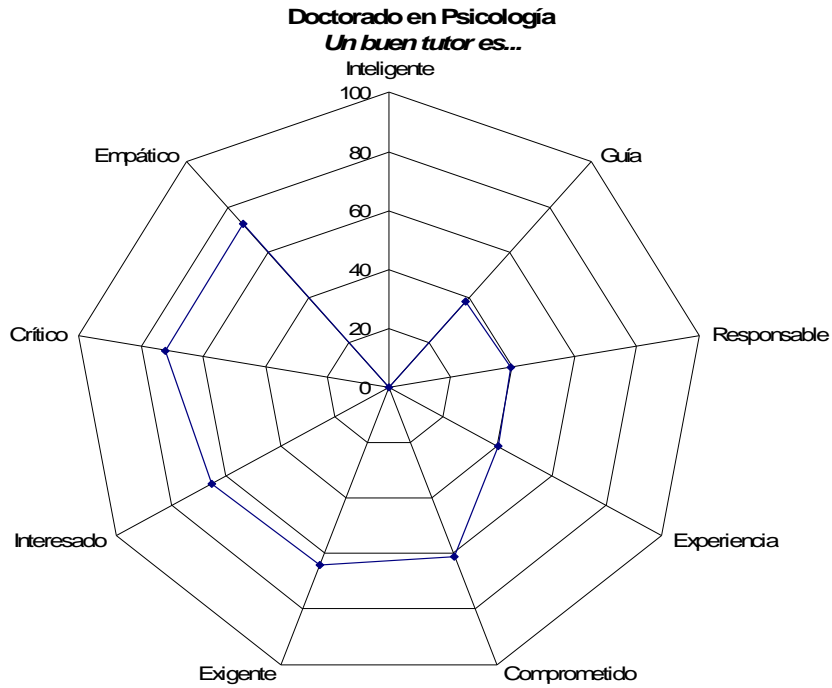 Doctorado en Psicología
Un buen tutor es...
Inteligente
100
Empático
Guía
80
60
40
Crítico
Responsable
20
0
Interesado
Experiencia
Exigente
Comprometido